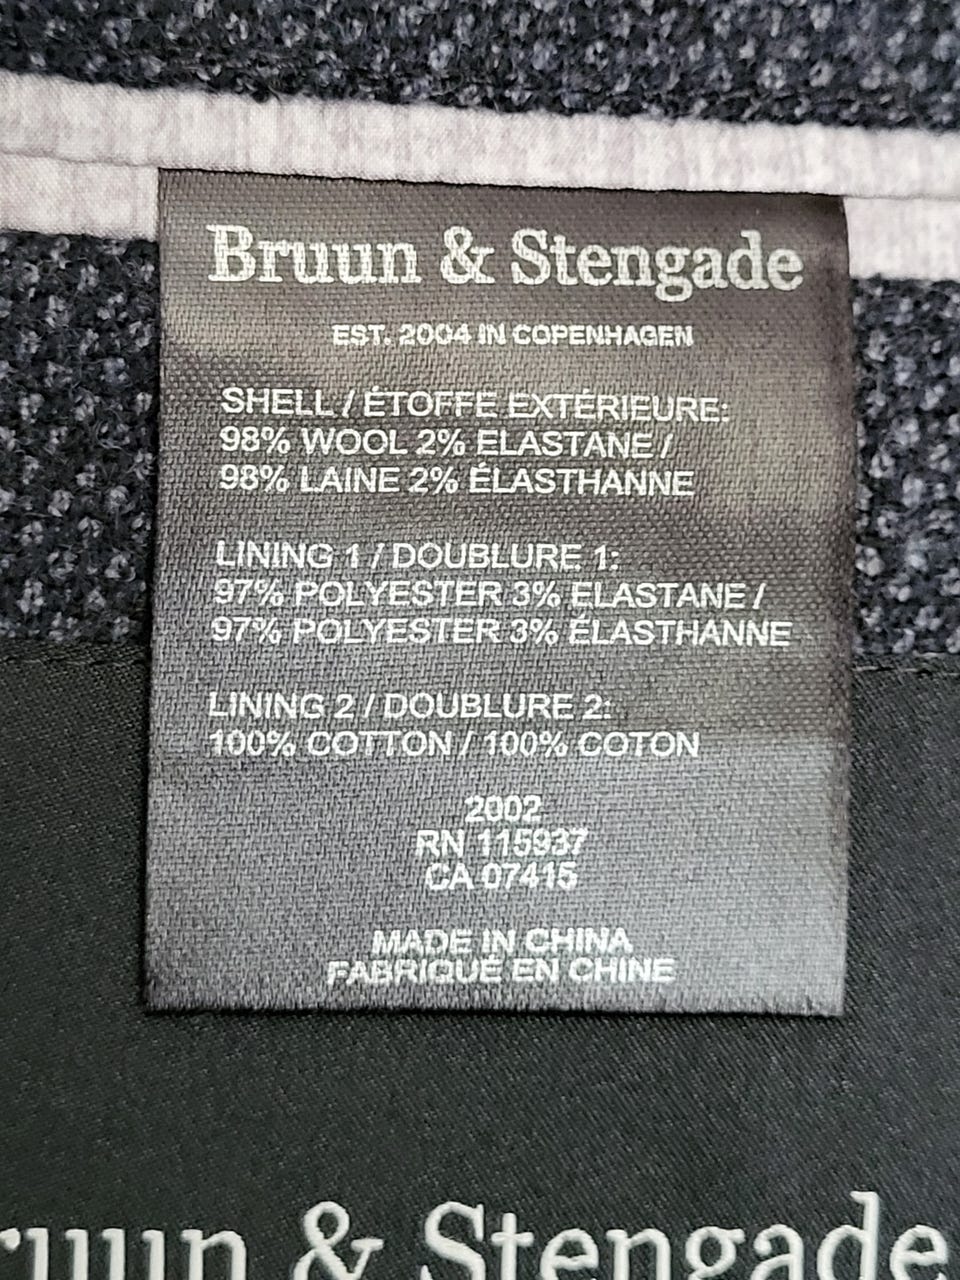 Bruun & Stengade
EST. 2004 IN COPENHAGEN
SHELL / ÉTOFFE EXTÉRIEURE:
98% WOOL 2% ELASTANE /
98% LAINE 2% ÉLASTHANNE
LINING 1 / DOUBLURE 1:
97% POLYESTER 3% ELASTANE /
97% POLYESTER 3% ÉLASTHANNE
LINING 2 / DOUBLURE 2:
100% COTTON / 100% COTON
2002
RN 115937
CA 07415
MADE IN CHINA
FABRIQUÉ EN CHINE
ruun & Stengade